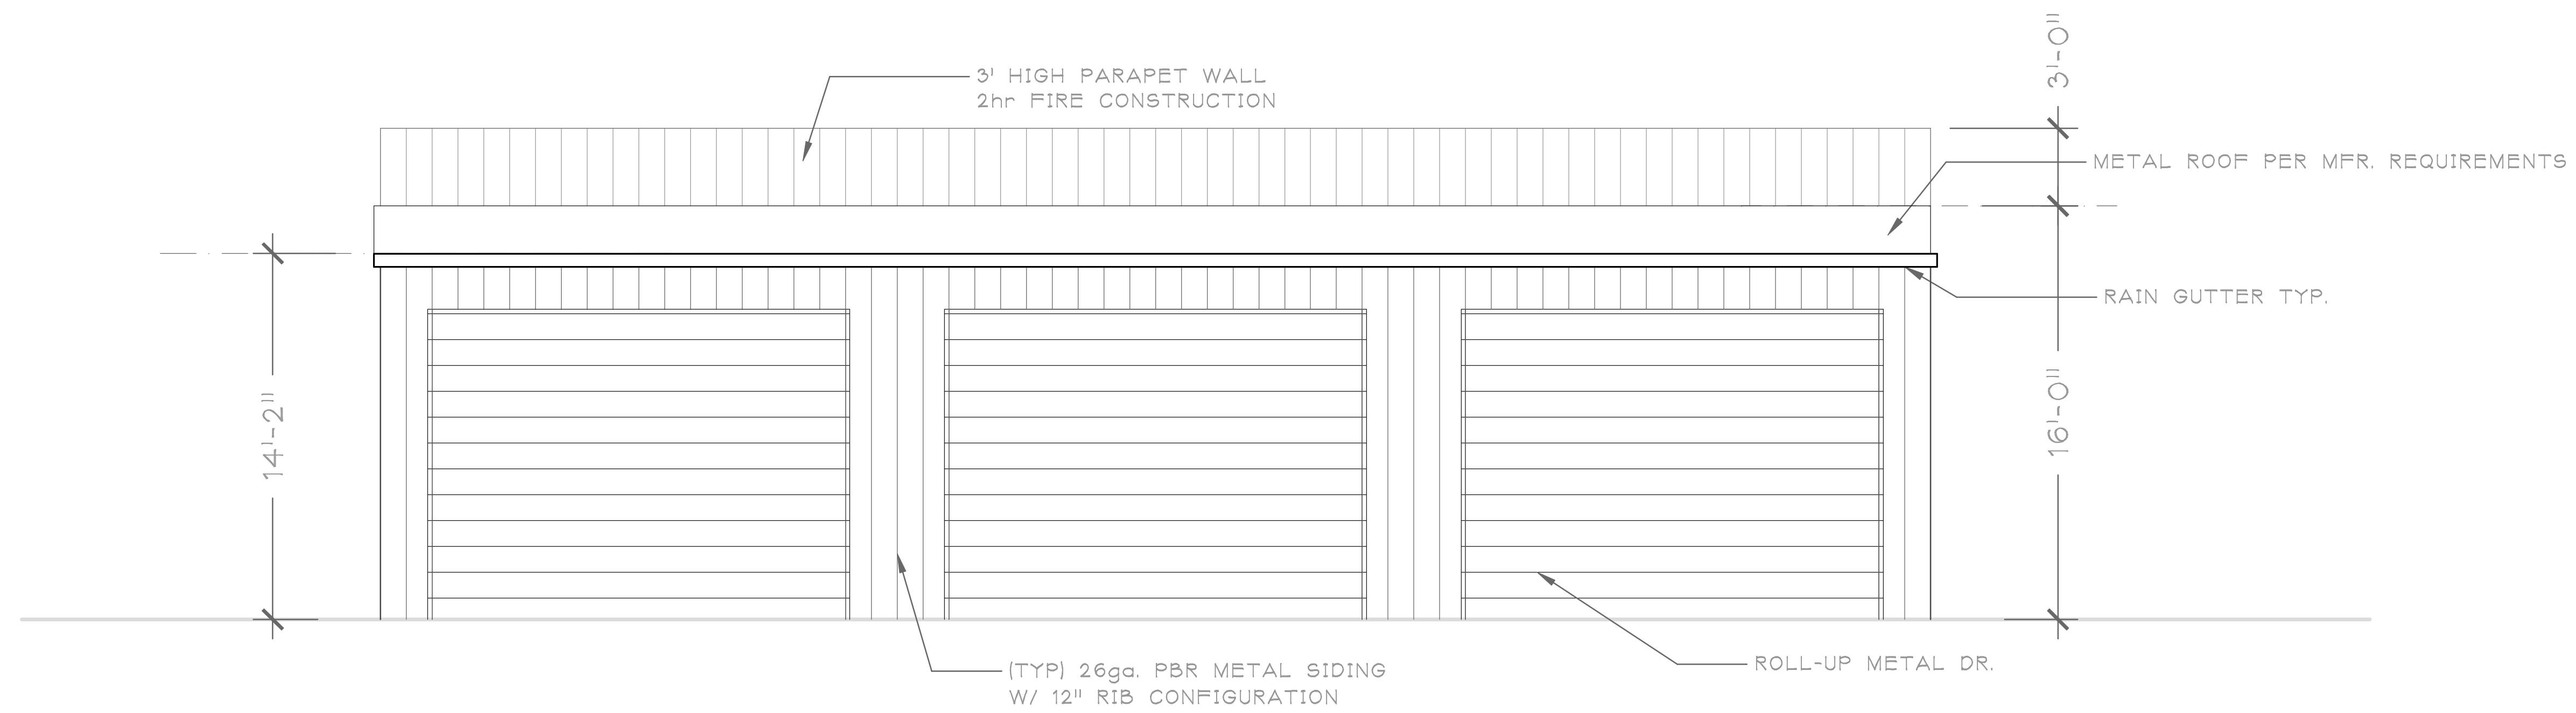 3'-0"
3' HIGH PARAPET WALL
2hr FIRE CONSTRUCTION
METAL ROOF PER MFR. REQUIREMENTS
RAIN GUTTER TYP.
14'-2"
16'-0"
(TYP) 26ga. PBR METAL SIDING
W/ 12" RIB CONFIGURATION
ROLL-UP METAL DR.